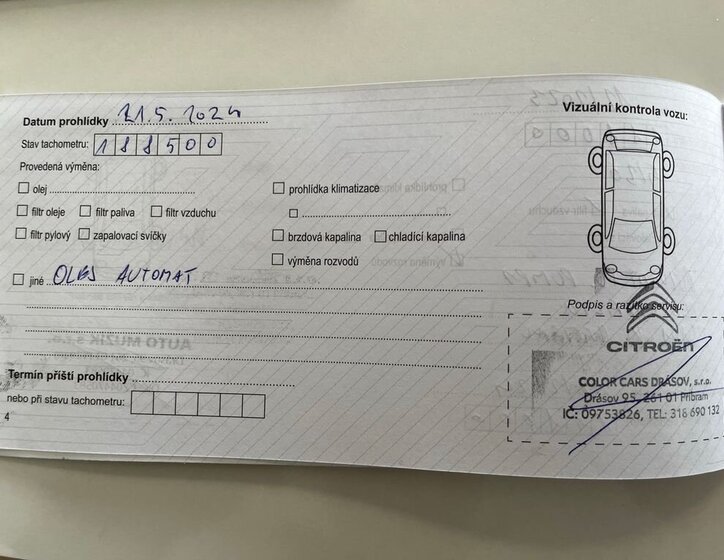 Datum prohlídky 21.5.2024
Stav tachometru: 188500
Provedená výměna:
olej
filtr oleje filtr paliva filtr vzduchu
filtr pylový zapalovací svíčky
jiné OLEJ AUTOMAT
prohlídka klimatizace
brzdová kapalina chladící kapalina
výměna rozvodů
Termín příští prohlídky
nebo při stavu tachometru:
4
Vizuální kontrola vozu:
Podpis a razítko servisu:
CITROËN
COLOR CARS DRÁSOV, s.r.o.
Drásov 95, 261 01 Příbram
IČ: 09753826, TEL: 318 690 132